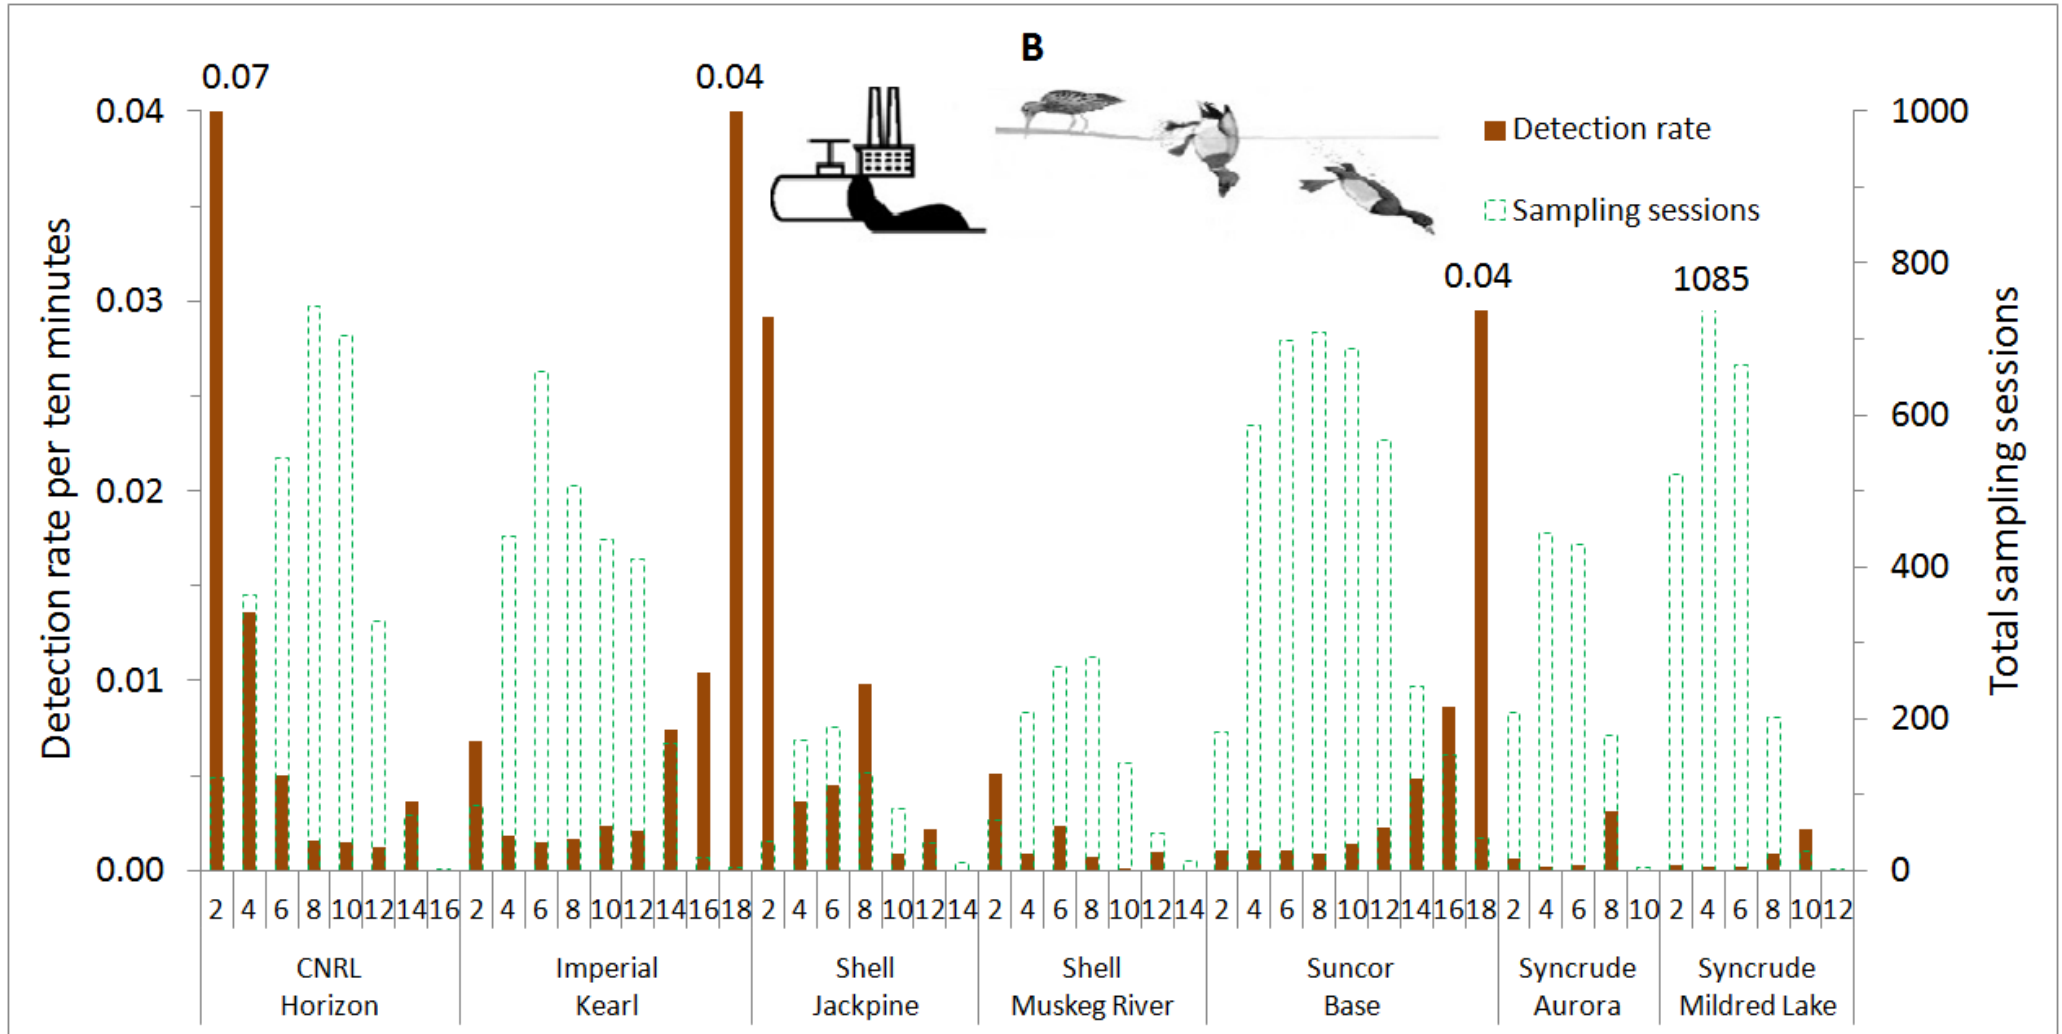 B
0.07
0.04
Detection rate
Sampling sessions
0.04
1085
Detection rate per ten minutes
0.04
0.03
0.02
0.01
0.00
1000
800
600
400
200
0
Total sampling sessions
2 4 6 8 10 12 14 16 2 4 6 8 10 12 14 16 18 2 4 6 8 10 12 14 2 4 6 8 10 12 14 2 4 6 8 10 12 14 16 18 2 4 6 8 10 2 4 6 8 10 12
CNRL
Horizon
Imperial
Kearl
Shell
Jackpine
Shell
Muskeg River
Suncor
Base
Syncrude
Aurora
Syncrude
Mildred Lake